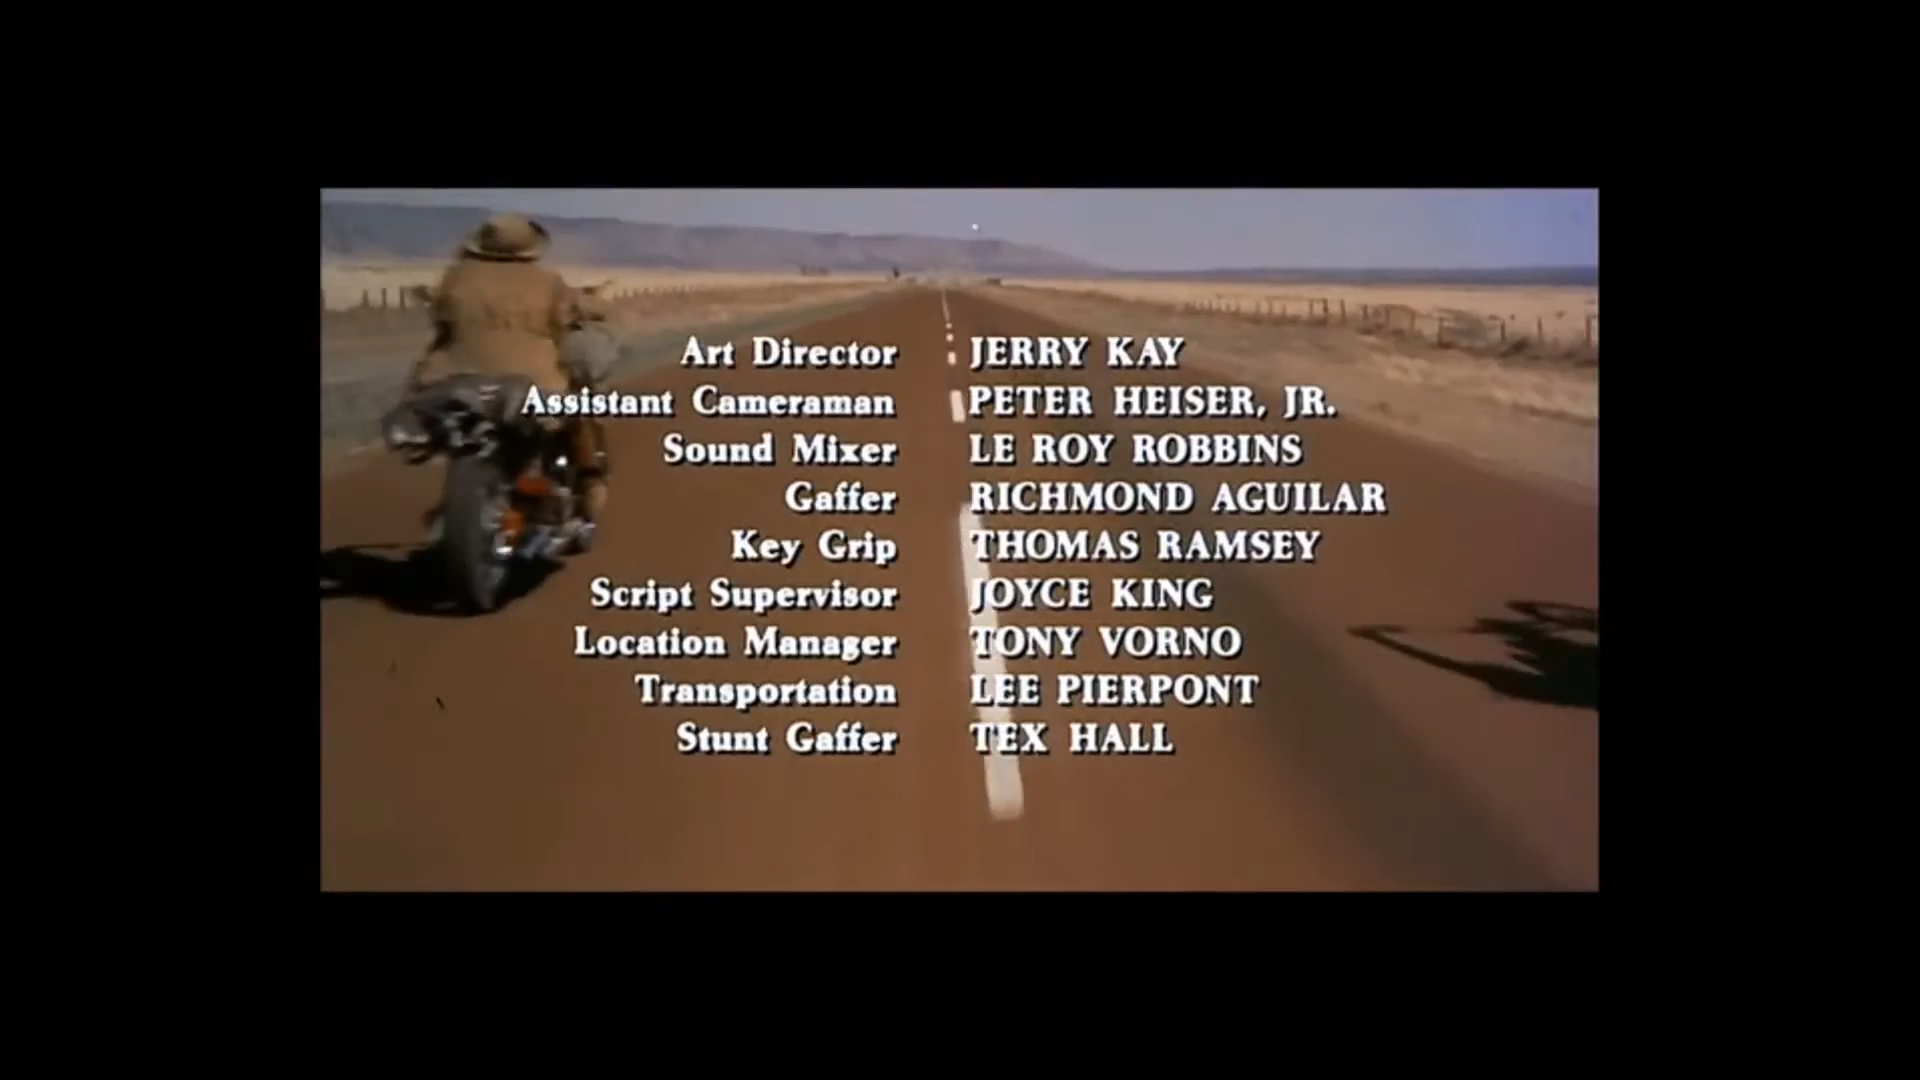 Art Director JERRY KAY
Assistant Cameraman PETER HEISER, JR.
Sound Mixer LE ROY ROBBINS
Gaffer RICHMOND AGUILAR
Key Grip THOMAS RAMSEY
Script Supervisor JOYCE KING
Location Manager TONY VORNO
Transportation LEE PIERPONT
Stunt Gaffer TEX HALL